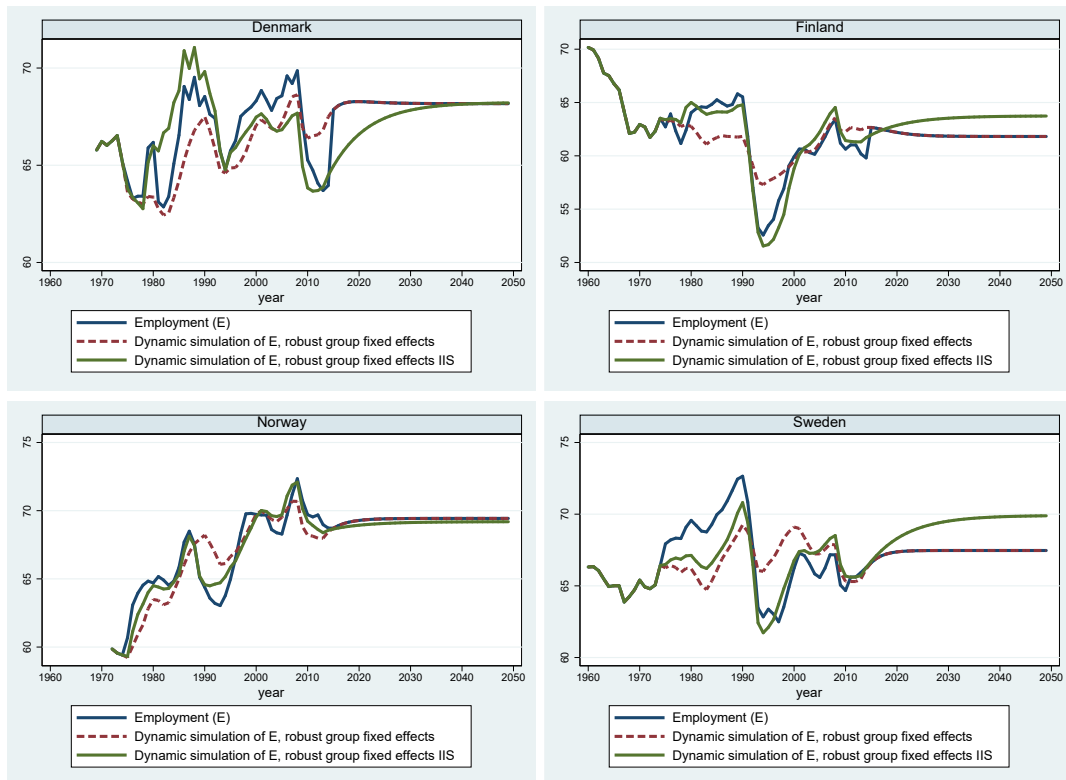 Denmark
70
65
60
1960 1970 1980 1990 2000 2010 2020 2030 2040 2050
year
Employment (E)
Dynamic simulation of E, robust group fixed effects
Dynamic simulation of E, robust group fixed effects IIS
Finland
70
65
60
55
50
1960 1970 1980 1990 2000 2010 2020 2030 2040 2050
year
Employment (E)
Dynamic simulation of E, robust group fixed effects
Dynamic simulation of E, robust group fixed effects IIS
Norway
75
70
65
60
1960 1970 1980 1990 2000 2010 2020 2030 2040 2050
year
Employment (E)
Dynamic simulation of E, robust group fixed effects
Dynamic simulation of E, robust group fixed effects IIS
Sweden
75
70
65
60
1960 1970 1980 1990 2000 2010 2020 2030 2040 2050
year
Employment (E)
Dynamic simulation of E, robust group fixed effects
Dynamic simulation of E, robust group fixed effects IIS